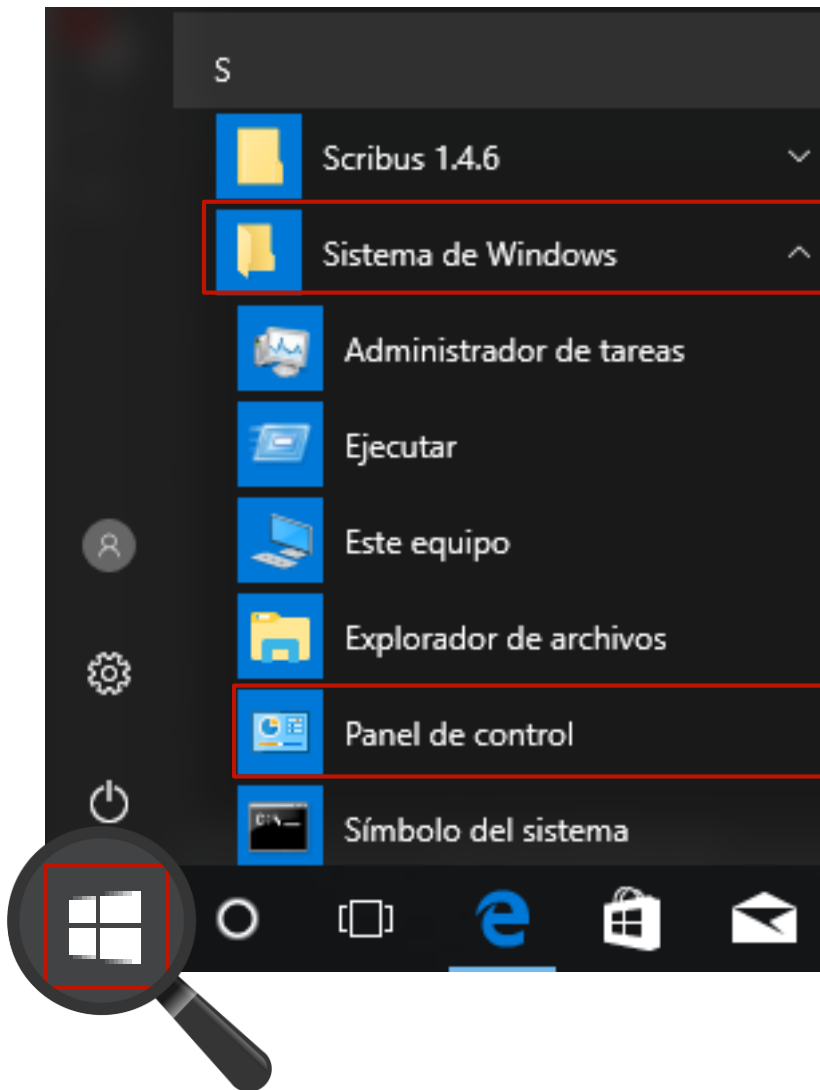 S
Scribus 1.4.6
Sistema de Windows
Administrador de tareas
Ejecutar
Este equipo
Explorador de archivos
Panel de control
Símbolo del sistema